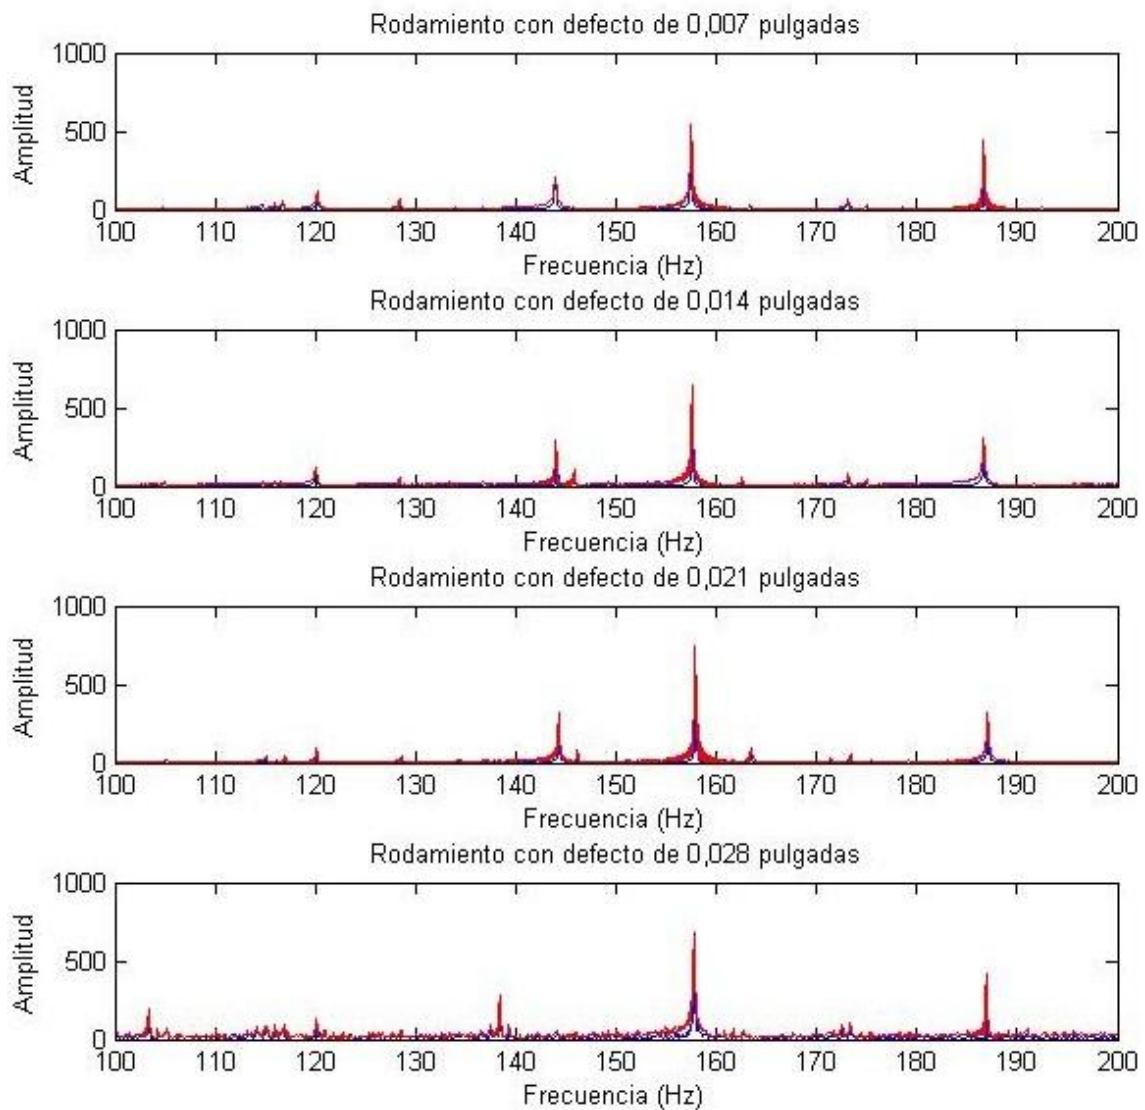 Rodamiento con defecto de 0,007 pulgadas
1000
500
0
Amplitud
100 110 120 130 140 150 160 170 180 190 200
Frecuencia (Hz)
Rodamiento con defecto de 0,014 pulgadas
1000
500
0
Amplitud
100 110 120 130 140 150 160 170 180 190 200
Frecuencia (Hz)
Rodamiento con defecto de 0,021 pulgadas
1000
500
0
Amplitud
100 110 120 130 140 150 160 170 180 190 200
Frecuencia (Hz)
Rodamiento con defecto de 0,028 pulgadas
1000
500
0
Amplitud
100 110 120 130 140 150 160 170 180 190 200
Frecuencia (Hz)